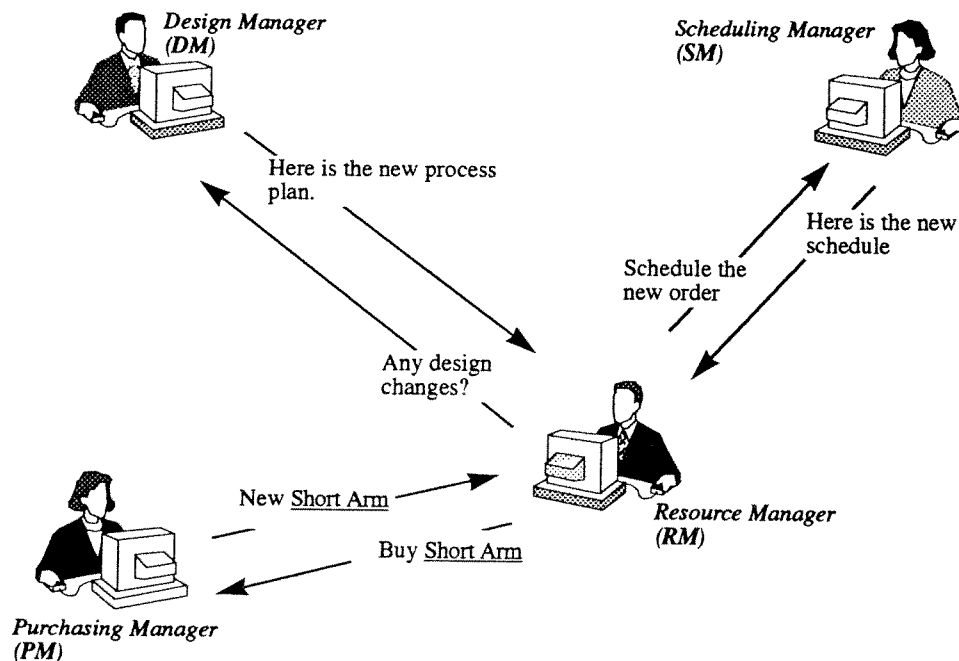 Design Manager
(DM)
Scheduling Manager
(SM)
Here is the new process
plan.
Here is the new
schedule
Schedule the
new order
Any design
changes?
New Short Arm
Buy Short Arm
Resource Manager
(RM)
Purchasing Manager
(PM)